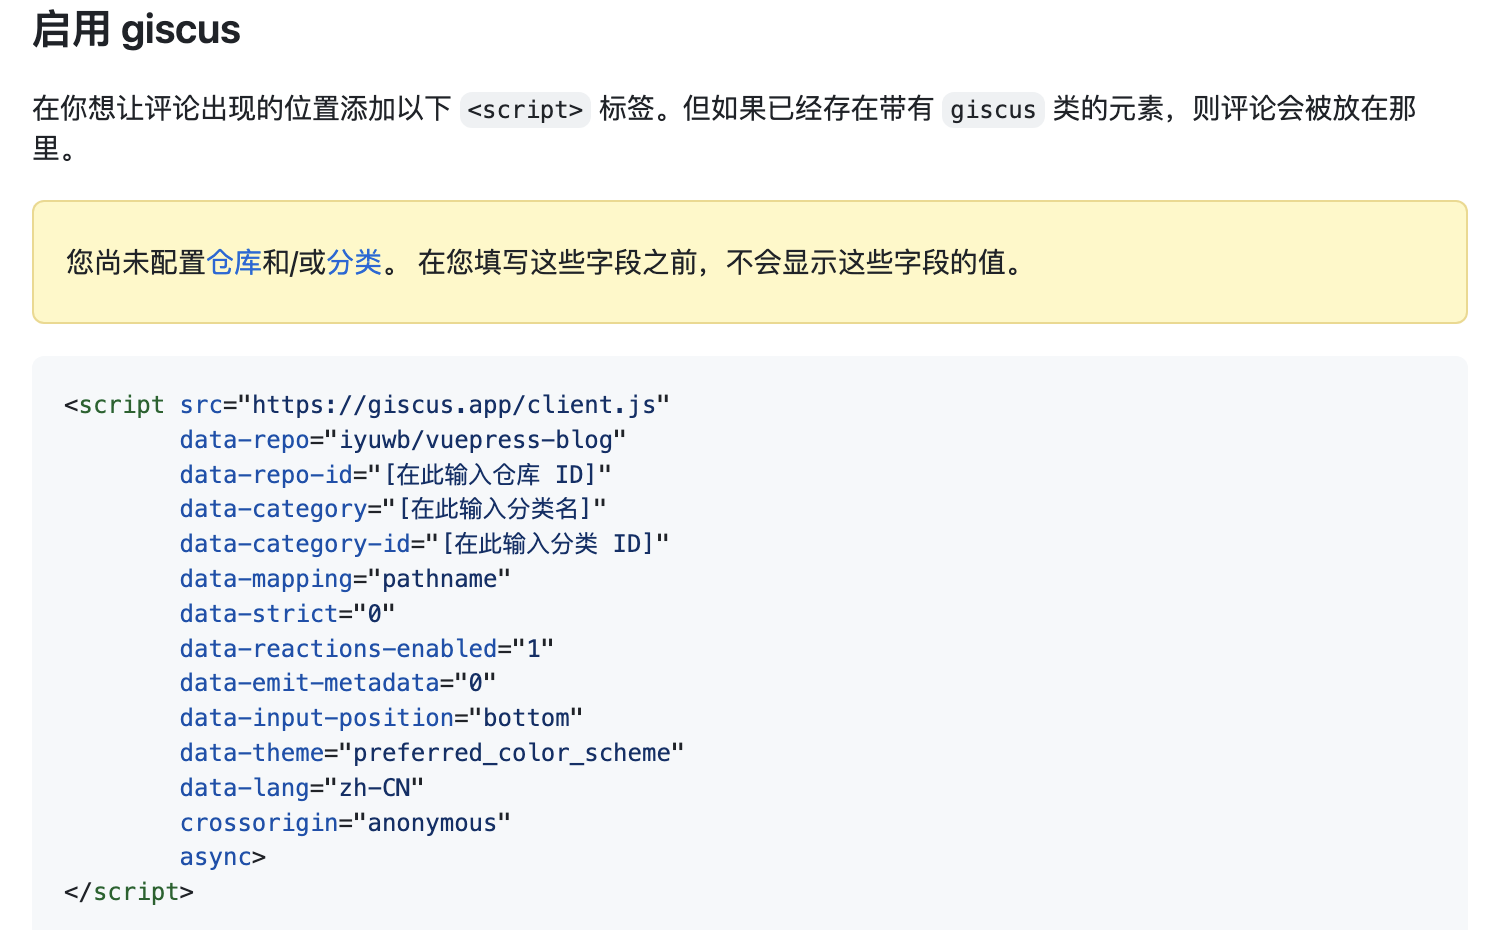 启用 giscus
在你想让评论出现的位置添加以下 <script> 标签。但如果已经存在带有 giscus 类的元素，则评论会被放在那
里。
您尚未配置仓库和/或分类。 在您填写这些字段之前，不会显示这些字段的值。
<script src="https://giscus.app/client.js"
        data-repo="iyuwb/vuepress-blog"
        data-repo-id="[在此输入仓库 ID]"
        data-category="[在此输入分类名]"
        data-category-id="[在此输入分类 ID]"
        data-mapping="pathname"
        data-strict="0"
        data-reactions-enabled="1"
        data-emit-metadata="0"
        data-input-position="bottom"
        data-theme="preferred_color_scheme"
        data-lang="zh-CN"
        crossorigin="anonymous"
        async>
</script>